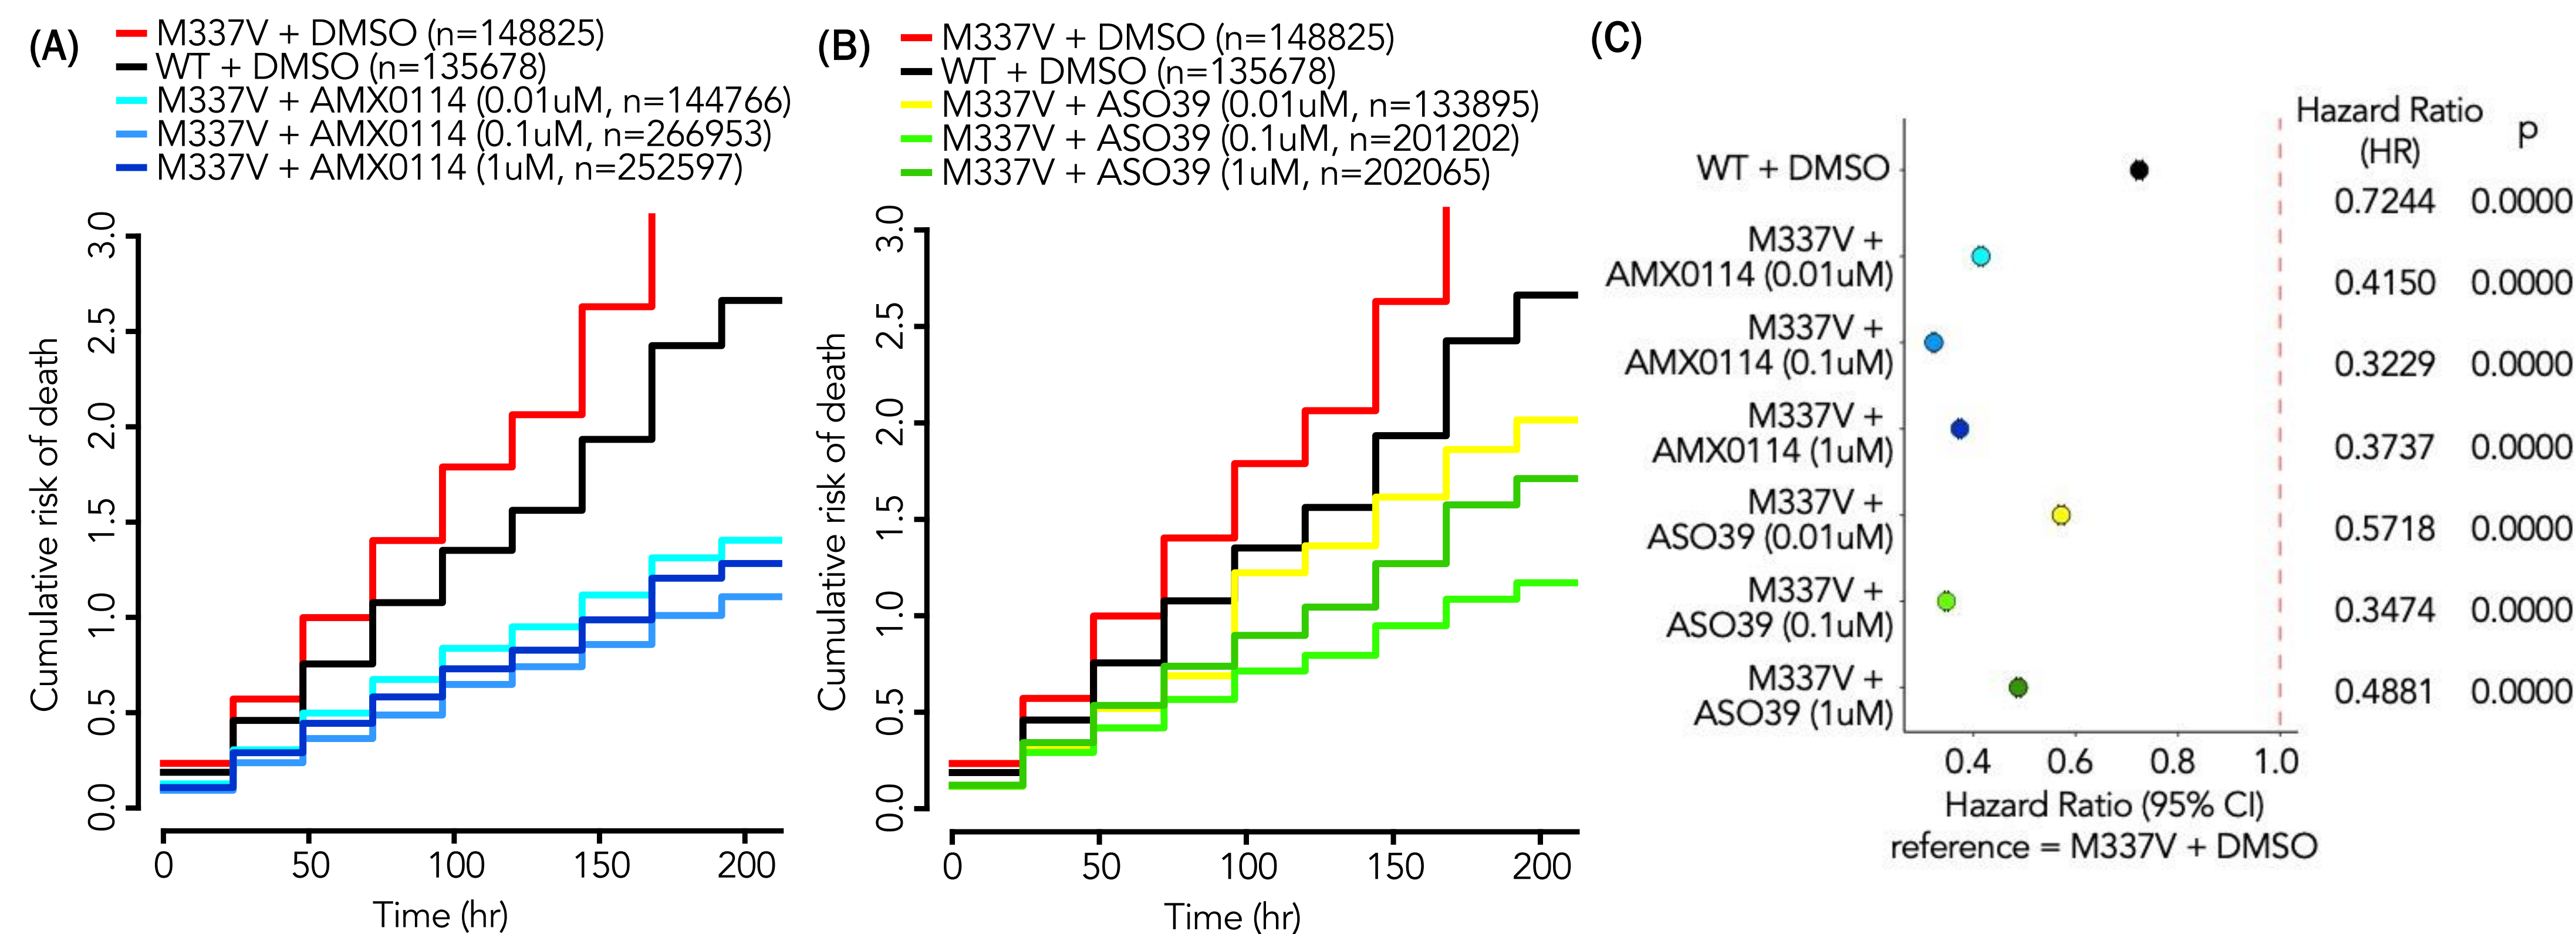 (A)
M337V + DMSO (n=148825)
WT + DMSO (n=135678)
M337V + AMX0114 (0.01uM, n=144766)
M337V + AMX0114 (0.1uM, n=266953)
M337V + AMX0114 (1uM, n=252597)
Cumulative risk of death
3.0
2.5
2.0
1.5
1.0
0.5
0.0
0 50 100 150 200
Time (hr)
(B)
M337V + DMSO (n=148825)
WT + DMSO (n=135678)
M337V + ASO39 (0.01uM, n=133895)
M337V + ASO39 (0.1uM, n=201202)
M337V + ASO39 (1uM, n=202065)
Cumulative risk of death
3.0
2.5
2.0
1.5
1.0
0.5
0.0
0 50 100 150 200
Time (hr)
(C)
Hazard Ratio
(HR)
p
WT + DMSO
0.7244 0.0000
M337V +
AMX0114 (0.01uM)
0.4150 0.0000
M337V +
AMX0114 (0.1uM)
0.3229 0.0000
M337V +
AMX0114 (1uM)
0.3737 0.0000
M337V +
ASO39 (0.01uM)
0.5718 0.0000
M337V +
ASO39 (0.1uM)
0.3474 0.0000
M337V +
ASO39 (1uM)
0.4881 0.0000
0.4 0.6 0.8 1.0
Hazard Ratio (95% CI)
reference = M337V + DMSO